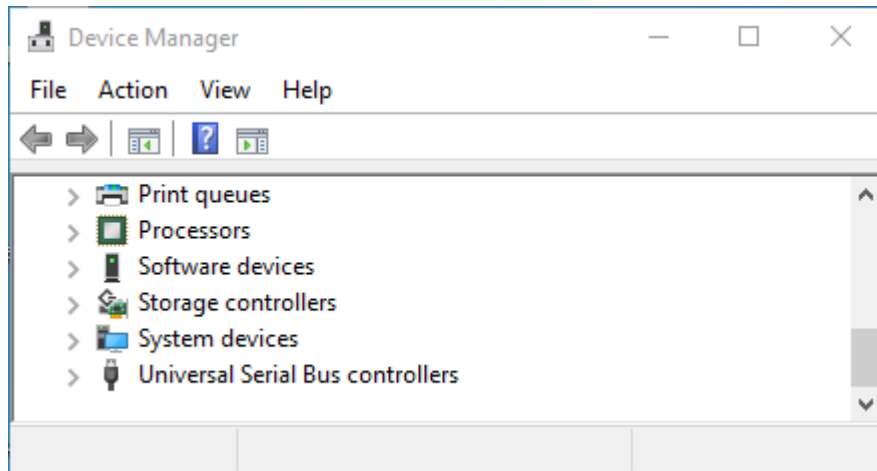 Device Manager
File Action View Help
Print queues
Processors
Software devices
Storage controllers
System devices
Universal Serial Bus controllers